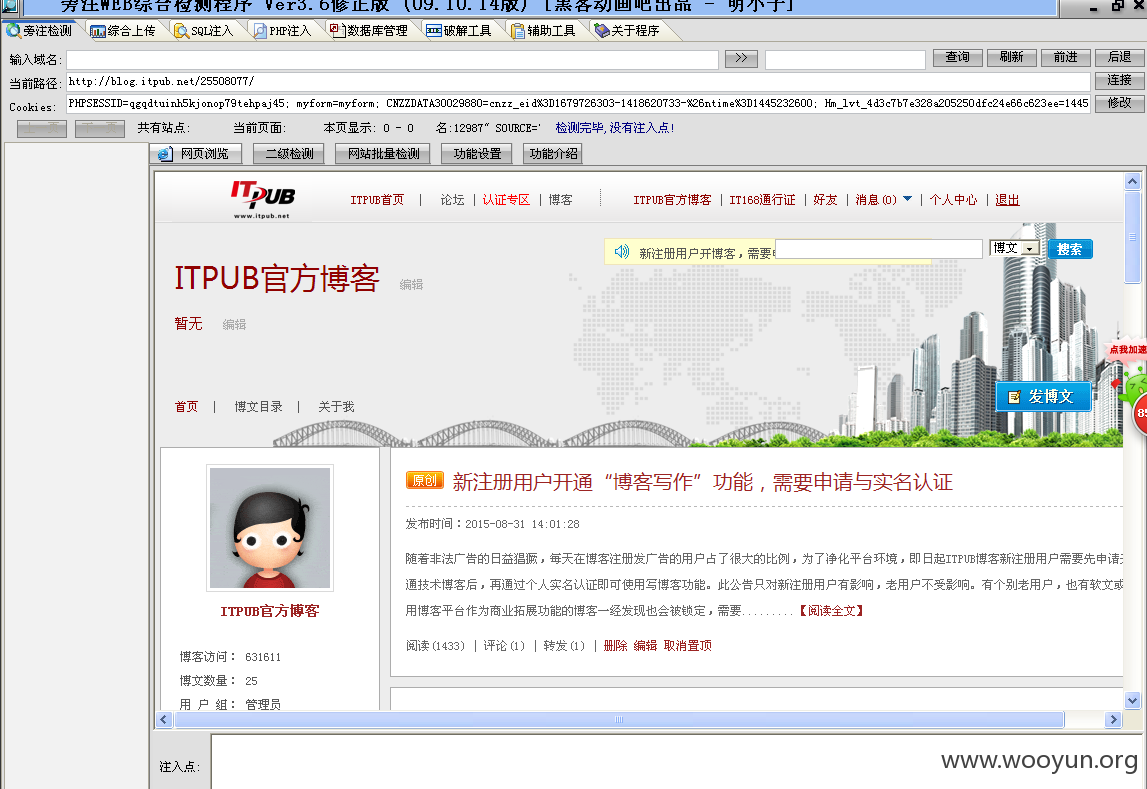 旁注WEB综合检测程序 Ver3.6修正版 (09.10.14版) [黑客动画吧出品 - 明小子]
旁注检测 综合上传 SQL注入 PHP注入 数据库管理 破解工具 辅助工具 关于程序
输入域名: >> 查询 刷新 前进 后退
当前路径: http://blog.itpub.net/25508077/ 连接
Cookies: PHPSESSID=qgqdtuinh5kjonop79tehpaj45; myform=myform; CNZZDATA30029880=cnzz_eid%3D1679726303-1418620733-%26ntime%3D1445232600; Hm_lvt_4d3c7b7e328a205250dfc24e66c623ee=1445 修改
上一页 下一页 共有站点: 当前页面: 本页显示: 0 - 0 名:12987" SOURCE=' 检测完毕,没有注入点!
网页浏览 二级检测 网站批量检测 功能设置 功能介绍
ITPUB
www.itpub.net
ITPUB首页 | 论坛 | 认证专区 | 博客 ITPUB官方博客 | IT168通行证 | 好友 | 消息(0) | 个人中心 | 退出
新注册用户开博客，需要 博文 搜索
ITPUB官方博客 编辑
暂无 编辑
点我加速
85
首页 | 博文目录 | 关于我
发博文
原创 新注册用户开通“博客写作”功能，需要申请与实名认证
发布时间：2015-08-31 14:01:28
随着非法广告的日益猖獗，每天在博客注册发广告的用户占了很大的比例，为了净化平台环境，即日起ITPUB博客新注册用户需要先申请
通技术博客后，再通过个人实名认证即可使用写博客功能。此公告只对新注册用户有影响，老用户不受影响。有个别老用户，也有软文或
用博客平台作为商业拓展功能的博客一经发现也会被锁定，需要.........【阅读全文】
阅读(1433) | 评论(1) | 转发(1) | 删除 编辑 取消置顶
ITPUB官方博客
博客访问： 631611
博文数量： 25
用 户 组： 管理员
注入点:
www.wooyun.org